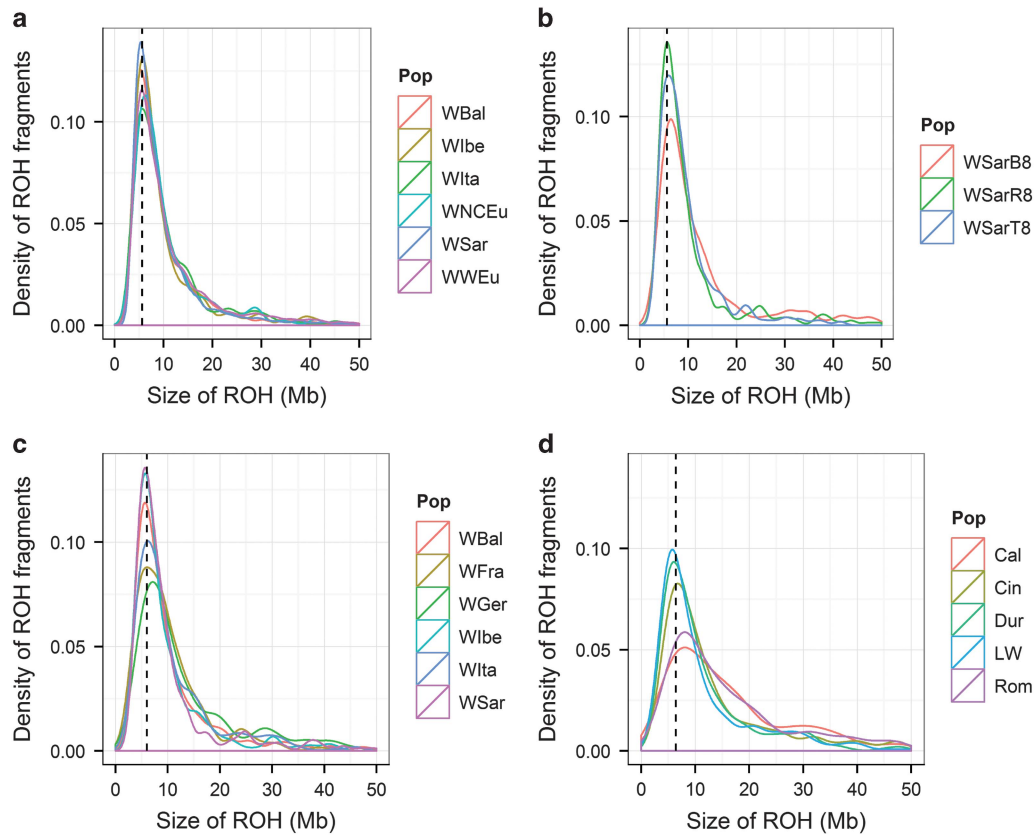 a
Density of ROH fragments
0.10
0.05
0.00
0 10 20 30 40 50
Size of ROH (Mb)
Pop
WBal
WIbe
WIta
WNCEu
WSar
WWEu
b
Density of ROH fragments
0.10
0.05
0.00
0 10 20 30 40 50
Size of ROH (Mb)
Pop
WSarB8
WSarR8
WSarT8
c
Density of ROH fragments
0.10
0.05
0.00
0 10 20 30 40 50
Size of ROH (Mb)
Pop
WBal
WFra
WGer
WIbe
WIta
WSar
d
Density of ROH fragments
0.10
0.05
0.00
0 10 20 30 40 50
Size of ROH (Mb)
Pop
Cal
Cin
Dur
LW
Rom